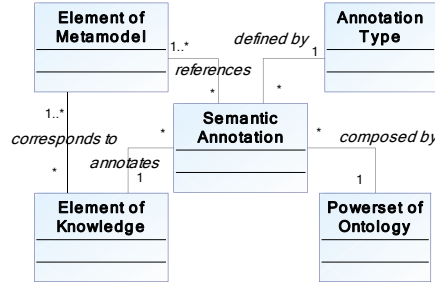 Element of
Metamodel
Annotation
Type
1..*
defined by
1
references
*
*
1..*
Semantic
Annotation
corresponds to
*
*
composed by
annotates
*
1
1
Element of
Knowledge
Powerset of
Ontology